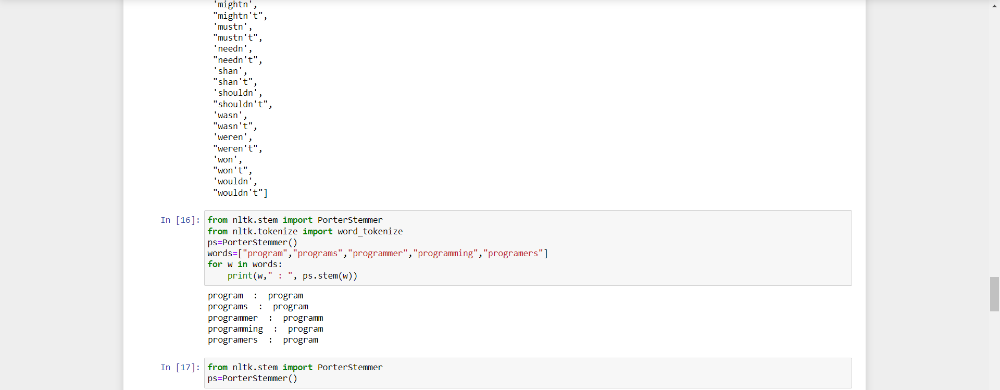 'mightn',
"mightn't",
'mustn',
"mustn't",
'needn',
"needn't",
'shan',
"shan't",
'shouldn',
"shouldn't",
'wasn',
"wasn't",
'weren',
"weren't",
'won',
"won't",
'wouldn',
"wouldn't"]
In [16]:
from nltk.stem import PorterStemmer
from nltk.tokenize import word_tokenize
ps=PorterStemmer()
words=["program","programs","programmer","programming","programers"]
for w in words:
    print(w," : ", ps.stem(w))
program  :  program
programs  :  program
programmer  :  programm
programming  :  program
programers  :  program
In [17]:
from nltk.stem import PorterStemmer
ps=PorterStemmer()